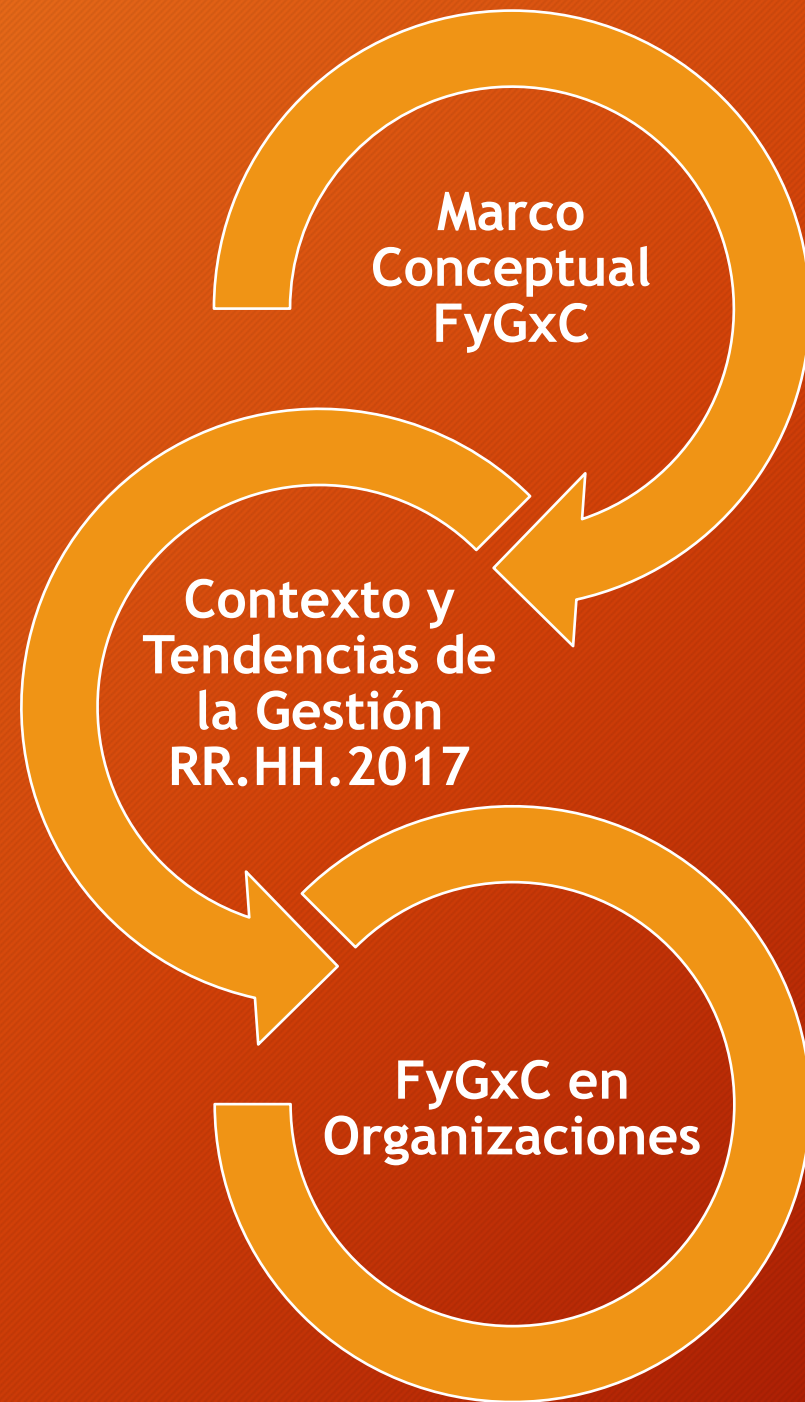 Marco
Conceptual
FyGxC
Contexto y
Tendencias de
la Gestión
RR.HH.2017
FyGxC en
Organizaciones